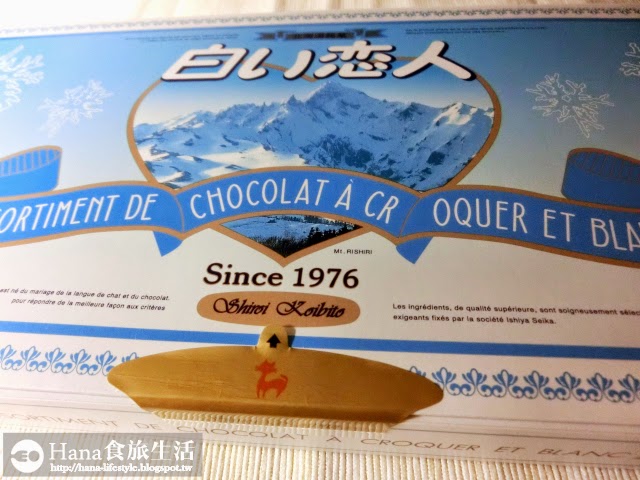 白い恋人
SORTIMENT DE CHOCOLAT À CR OQUER ET BLA
Mt. RISHIRI
Since 1976
Shiroi Koibito
est né du mariage de la langue de chat et du chocolat.
pour répondre de la meilleure façon aux critères
Les ingrédients, de qualité supérieure, sont soigneusement sélec
exigeants fixés par la société Ishiya Seika.
SORTIMENT DE CHOCOLAT À CROQUER ET BLANC
Hana食旅生活
http://hana-lifestyle.blogspot.tw